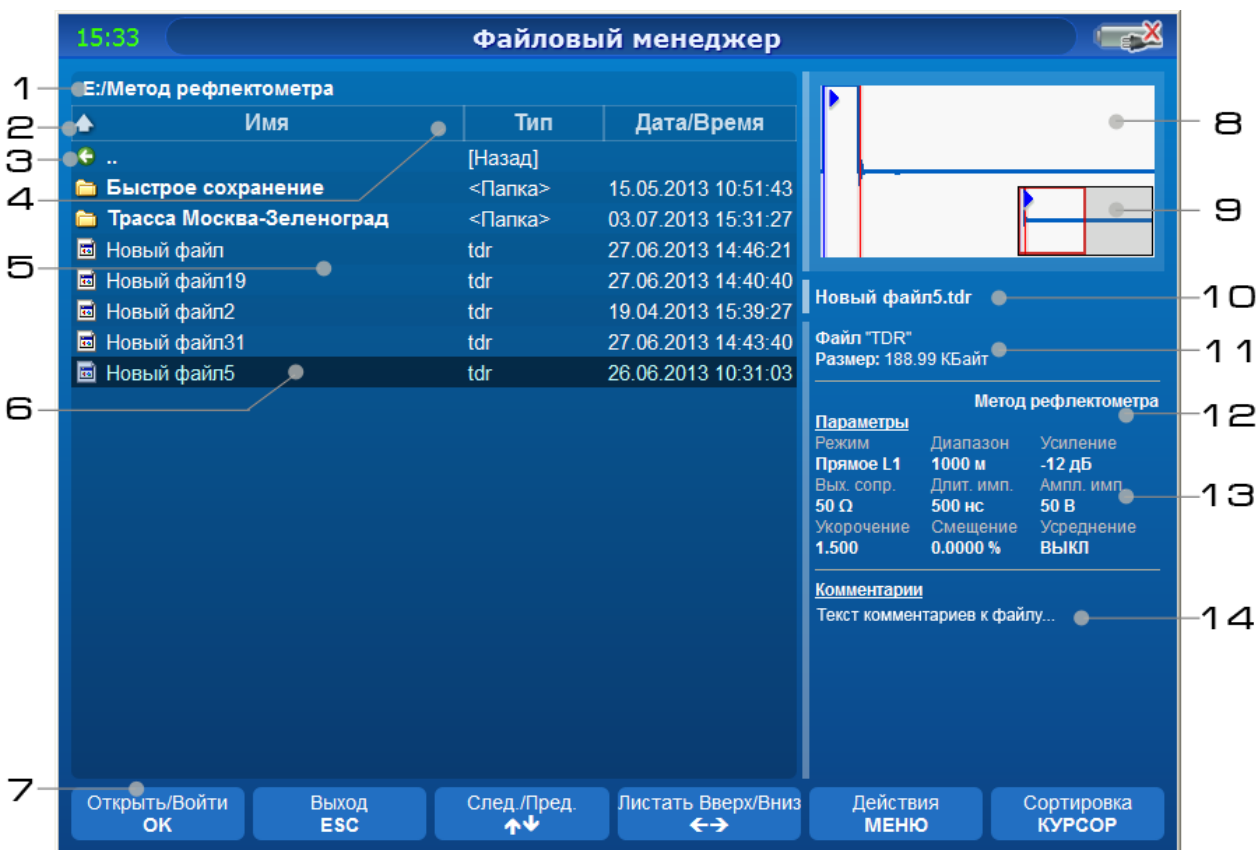 15:33 Файловый менеджер
1 E:/Метод рефлектометра
2 Имя Тип Дата/Время
3 .. [Назад]
4 Быстрое сохранение <Папка> 15.05.2013 10:51:43
Трасса Москва-Зеленоград <Папка> 03.07.2013 15:31:27
5 Новый файл tdr 27.06.2013 14:46:21
Новый файл19 tdr 27.06.2013 14:40:40
Новый файл2 tdr 19.04.2013 15:39:27
Новый файл31 tdr 27.06.2013 14:43:40
6 Новый файл5 tdr 26.06.2013 10:31:03
8
9
Новый файл5.tdr 10
Файл "TDR" 11
Размер: 188.99 КБайт
Метод рефлектометра 12
Параметры
Режим Диапазон Усиление
Прямое L1 1000 м -12 дБ
Вых. сопр. Длит. имп. Ампл. имп. 13
50 Ω 500 нс 50 В
Укорочение Смещение Усреднение
1.500 0.0000 % ВЫКЛ
Комментарии
Текст комментариев к файлу... 14
7 Открыть/Войти Выход След./Пред. Листать Вверх/Вниз Действия Сортировка
OK ESC МЕНЮ КУРСОР